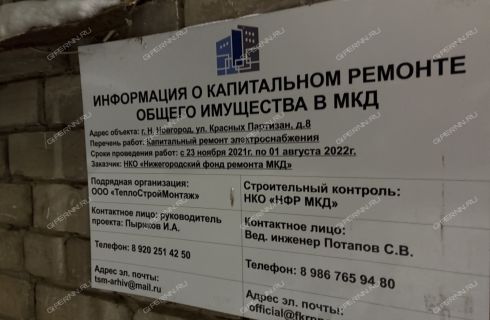 ИНФОРМАЦИЯ О КАПИТАЛЬНОМ РЕМОНТЕ
ОБЩЕГО ИМУЩЕСТВА В МКД
Адрес объекта: г. Н. Новгород, ул. Красных Партизан, д.8
Перечень работ: Капитальный ремонт электроснабжения
Сроки проведения работ: с 23 ноября 2021г. по 01 августа 2022г.
Заказчик: НКО «Нижегородский фонд ремонта МКД»
Подрядная организация:
ООО «ТеплоСтройМонтаж»
Контактное лицо: руководитель
проекта: Пыряков И.А.
Телефон: 8 920 251 42 50
Адрес эл. почты:
tsm-arhiv@mail.ru
Строительный контроль:
НКО «НФР МКД»
Контактное лицо:
Вед. инженер Потапов С.В.
Телефон: 8 986 765 94 80
Адрес эл. почты:
GIPERNN.RU